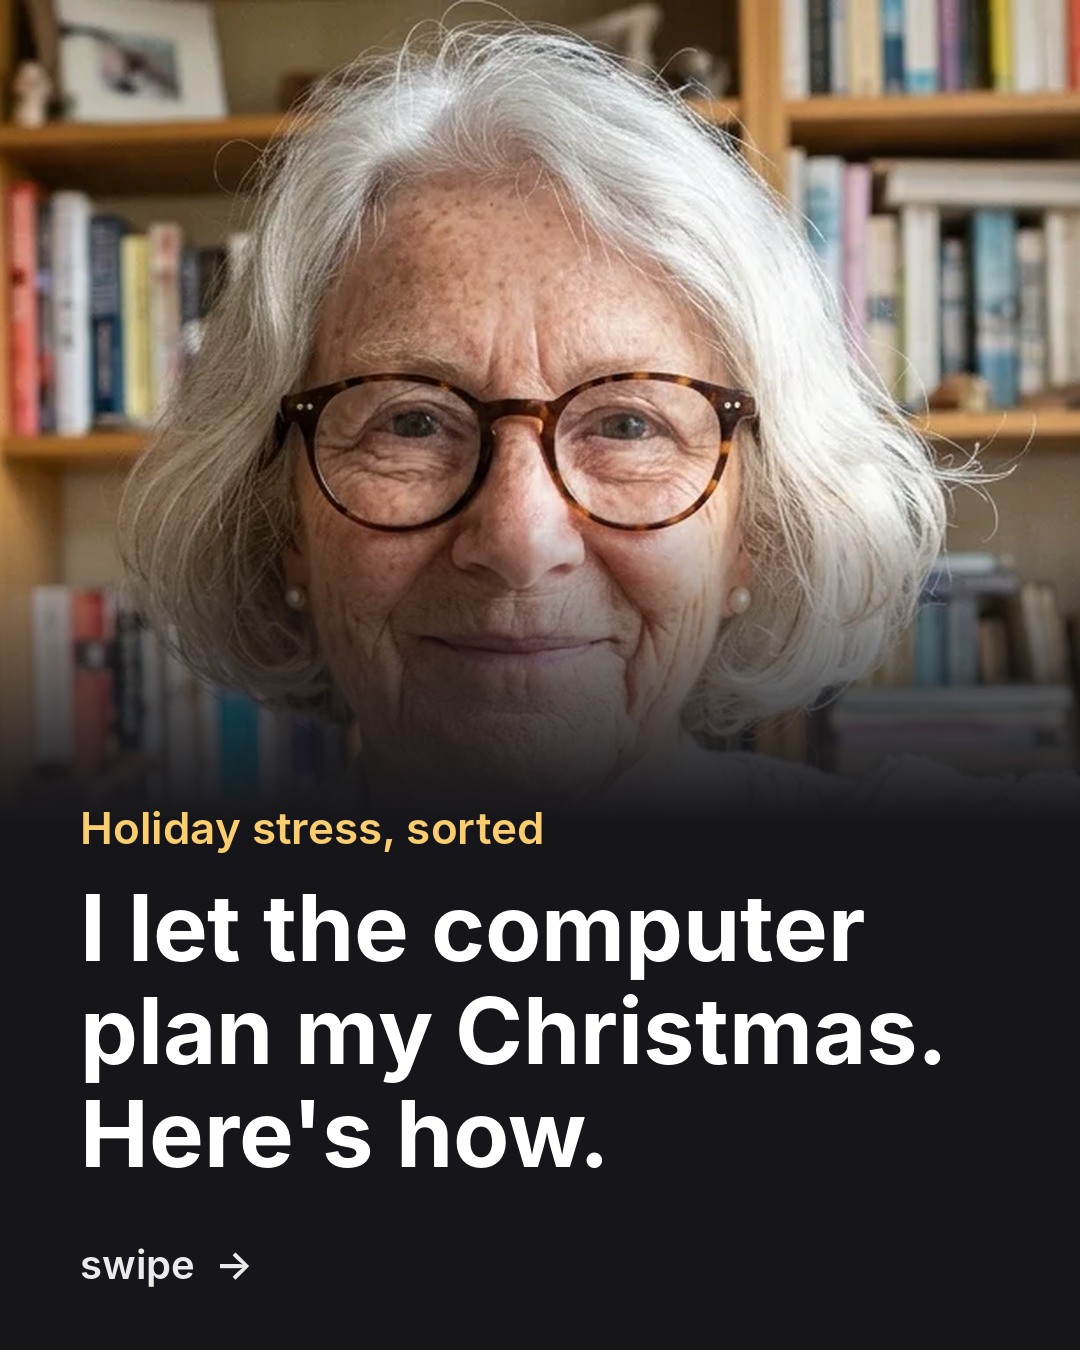 Holiday stress, sorted
I let the computer
plan my Christmas.
Here's how.
swipe →